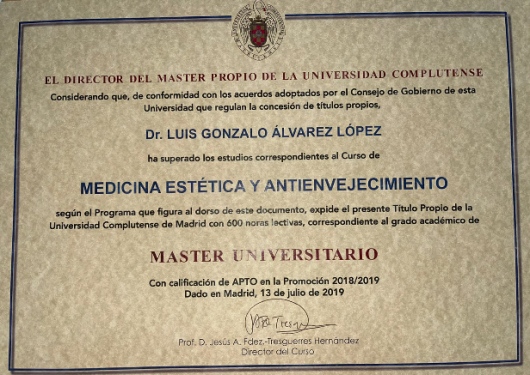 EL DIRECTOR DEL MASTER PROPIO DE LA UNIVERSIDAD COMPLUTENSE
Considerando que, de conformidad con los acuerdos adoptados por el Consejo de Gobierno de esta
Universidad que regulan la concesión de títulos propios,
Dr. LUIS GONZALO ÁLVAREZ LÓPEZ
ha superado los estudios correspondientes al Curso de
MEDICINA ESTÉTICA Y ANTIENVEJECIMIENTO
según el Programa que figura al dorso de este documento, expide el presente Título Propio de la
Universidad Complutense de Madrid con 600 horas lectivas, correspondiente al grado académico de
MASTER UNIVERSITARIO
Con calificación de APTO en la Promoción 2018/2019
Dado en Madrid, 13 de julio de 2019
Prof. D. Jesús A. Fdez.-Tresguerres Hernández
Director del Curso